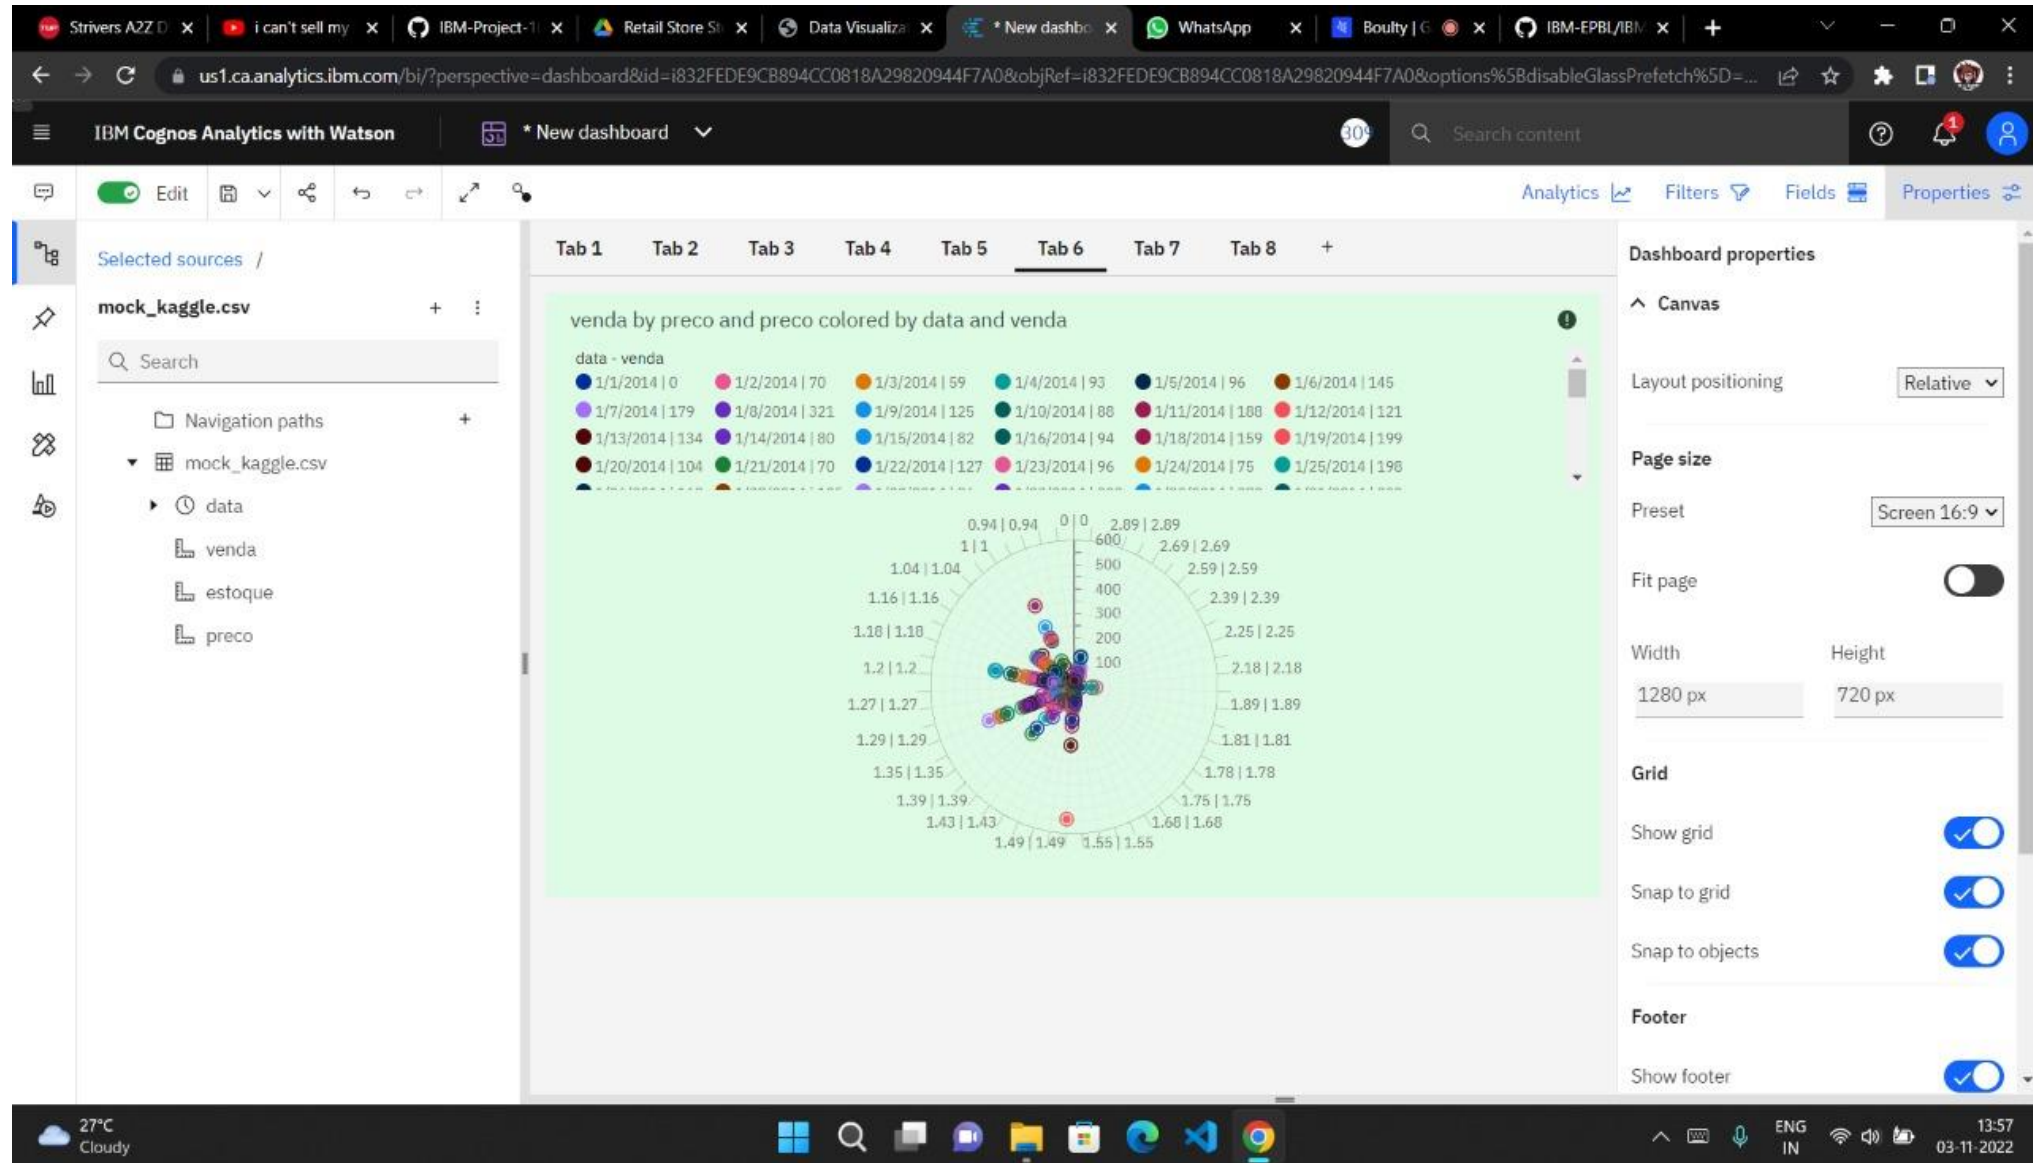 Strivers A2Z D
i can't sell my
IBM-Project-1
Retail Store St
Data Visualiza
* New dashbo
WhatsApp
Boulty | G
IBM-EPBL/IBM
us1.ca.analytics.ibm.com/bi/?perspective=dashboard&id=i832FEDE9CB894CC0818A29820944F7A0&objRef=i832FEDE9CB894CC0818A29820944F7A0&options%5BdisableGlassPrefetch%5D=...
IBM Cognos Analytics with Watson
* New dashboard
309
Search content
1
Edit
Analytics
Filters
Fields
Properties
Selected sources /
mock_kaggle.csv
Search
Navigation paths
mock_kaggle.csv
data
venda
estoque
preco
Tab 1 Tab 2 Tab 3 Tab 4 Tab 5 Tab 6 Tab 7 Tab 8 +
venda by preco and preco colored by data and venda
data - venda
1/1/2014 | 0 1/2/2014 | 70 1/3/2014 | 59 1/4/2014 | 93 1/5/2014 | 96 1/6/2014 | 145
1/7/2014 | 179 1/8/2014 | 321 1/9/2014 | 125 1/10/2014 | 88 1/11/2014 | 188 1/12/2014 | 121
1/13/2014 | 134 1/14/2014 | 80 1/15/2014 | 82 1/16/2014 | 94 1/18/2014 | 159 1/19/2014 | 199
1/20/2014 | 104 1/21/2014 | 70 1/22/2014 | 127 1/23/2014 | 96 1/24/2014 | 75 1/25/2014 | 198
0.94 | 0.94 0 | 0 2.89 | 2.89
1 | 1 600 2.69 | 2.69
1.04 | 1.04 500 2.59 | 2.59
1.16 | 1.16 400 2.39 | 2.39
300
1.18 | 1.18 200 2.25 | 2.25
1.2 | 1.2 100 2.18 | 2.18
1.27 | 1.27 1.89 | 1.89
1.29 | 1.29 1.81 | 1.81
1.35 | 1.35 1.78 | 1.78
1.39 | 1.39 1.75 | 1.75
1.43 | 1.43 1.68 | 1.68
1.49 | 1.49 1.55 | 1.55
Dashboard properties
Canvas
Layout positioning Relative
Page size
Preset Screen 16:9
Fit page
Width Height
1280 px 720 px
Grid
Show grid
Snap to grid
Snap to objects
Footer
Show footer
27°C
Cloudy
ENG
IN
13:57
03-11-2022